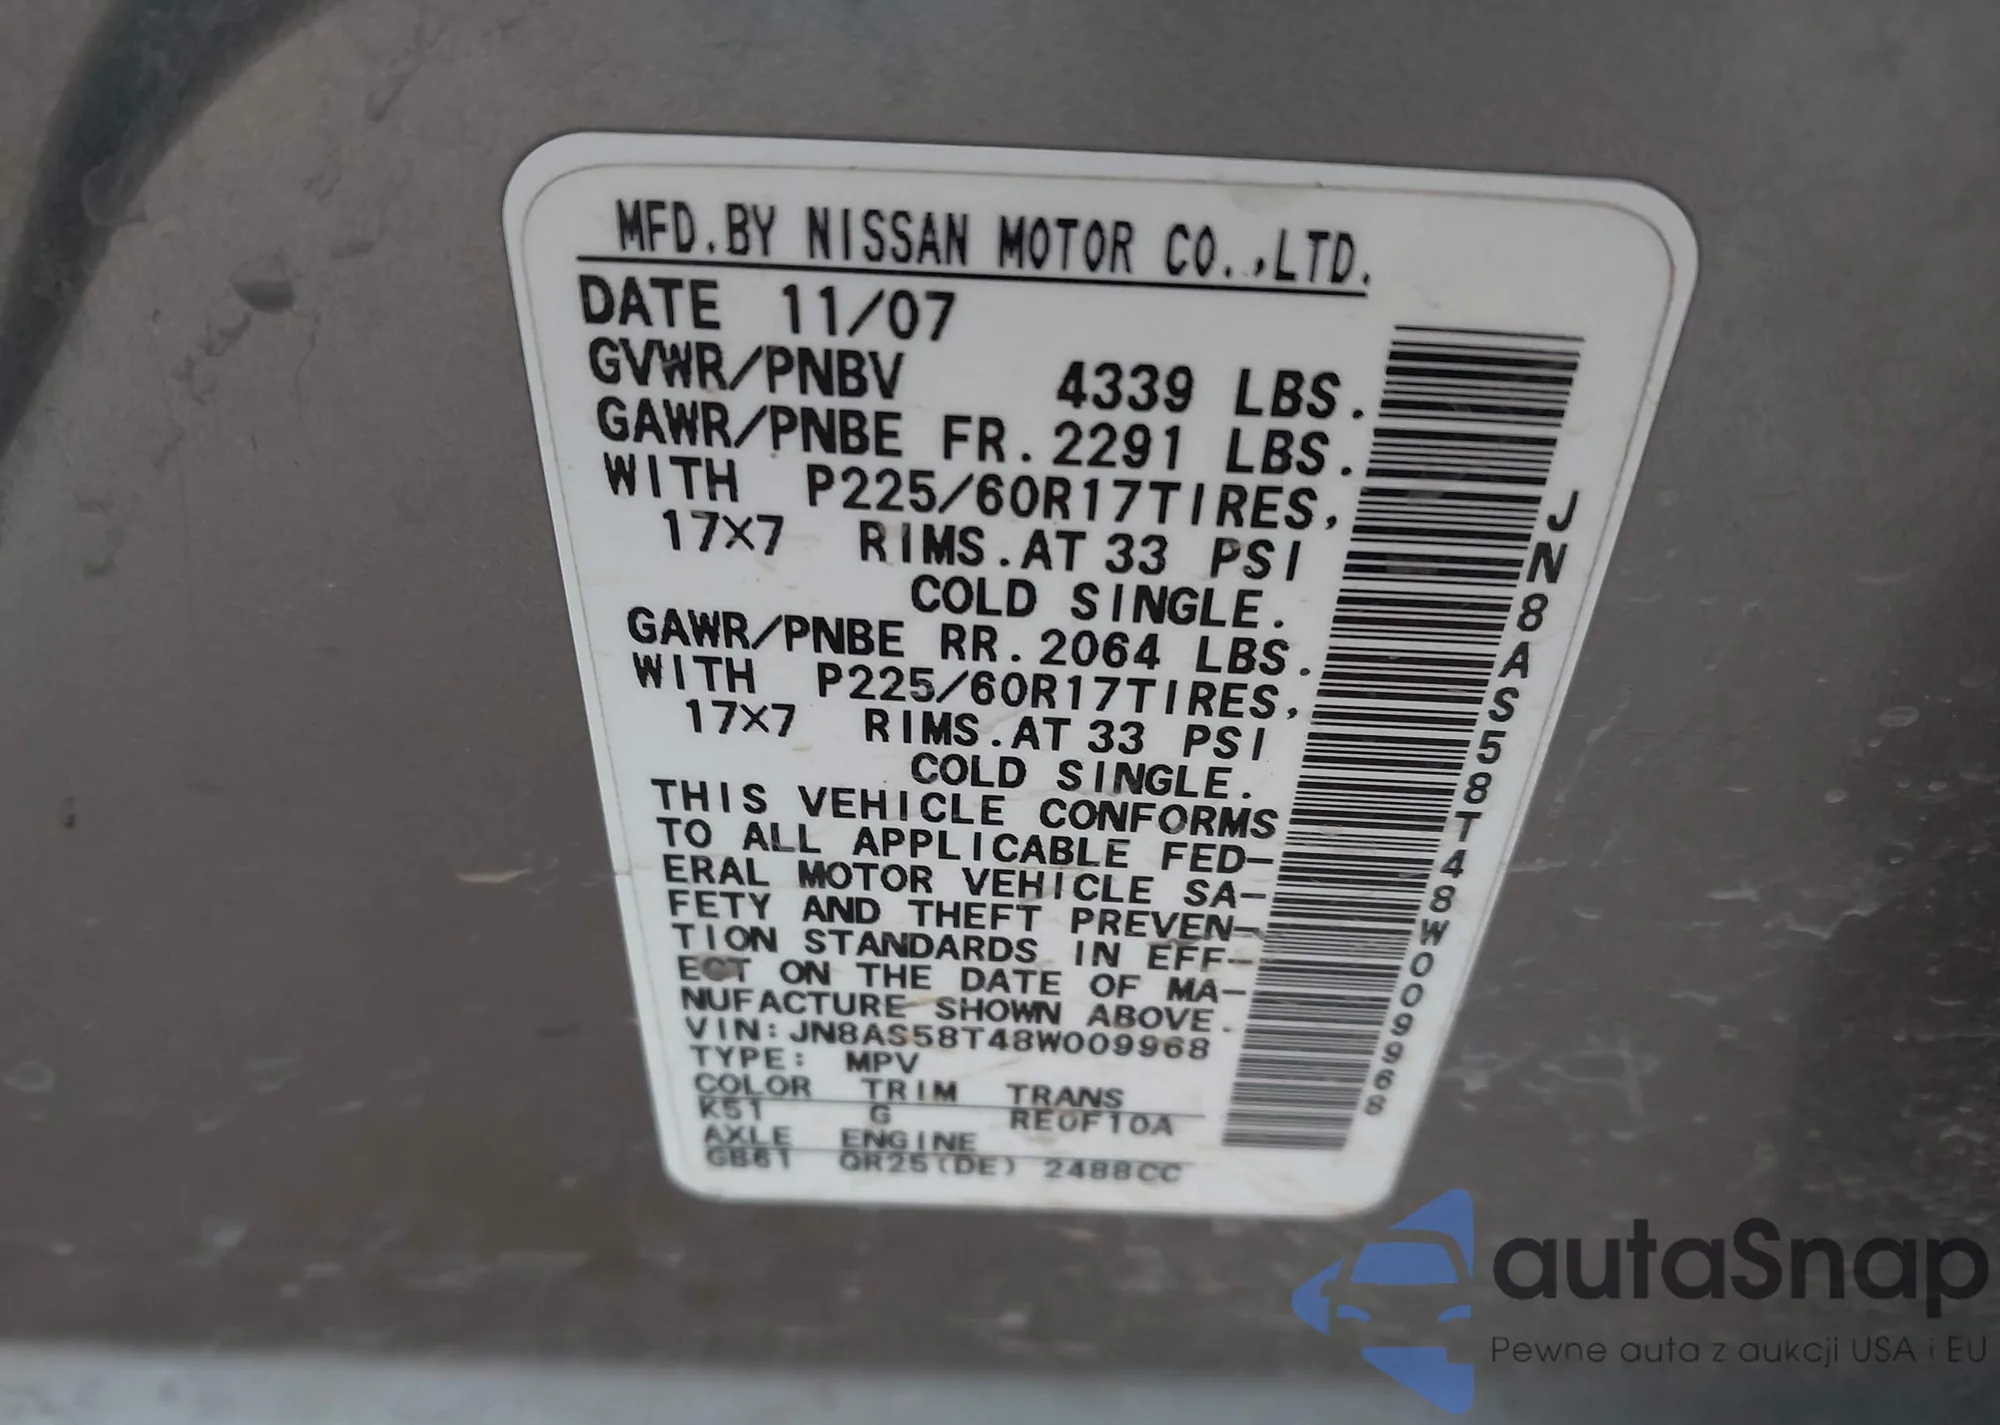 MFD.BY NISSAN MOTOR CO.,LTD.
DATE 11/07
GVWR/PNBV 4339 LBS.
GAWR/PNBE FR.2291 LBS.
WITH P225/60R17TIRES,
17X7 RIMS.AT 33 PSI
COLD SINGLE.
GAWR/PNBE RR.2064 LBS.
WITH P225/60R17TIRES,
17X7 RIMS.AT 33 PSI
COLD SINGLE.
THIS VEHICLE CONFORMS
TO ALL APPLICABLE FED-
ERAL MOTOR VEHICLE SA-
FETY AND THEFT PREVEN-
TION STANDARDS IN EFF-
ECT ON THE DATE OF MA-
NUFACTURE SHOWN ABOVE.
VIN:JN8AS58T48W009968
TYPE: MPV
COLOR TRIM TRANS
K51 G RE0F10A
AXLE ENGINE
GB61 QR25(DE) 2488CC
JN8AS58T48W009968
autaSnap
Pewne auta z aukcji USA i EU